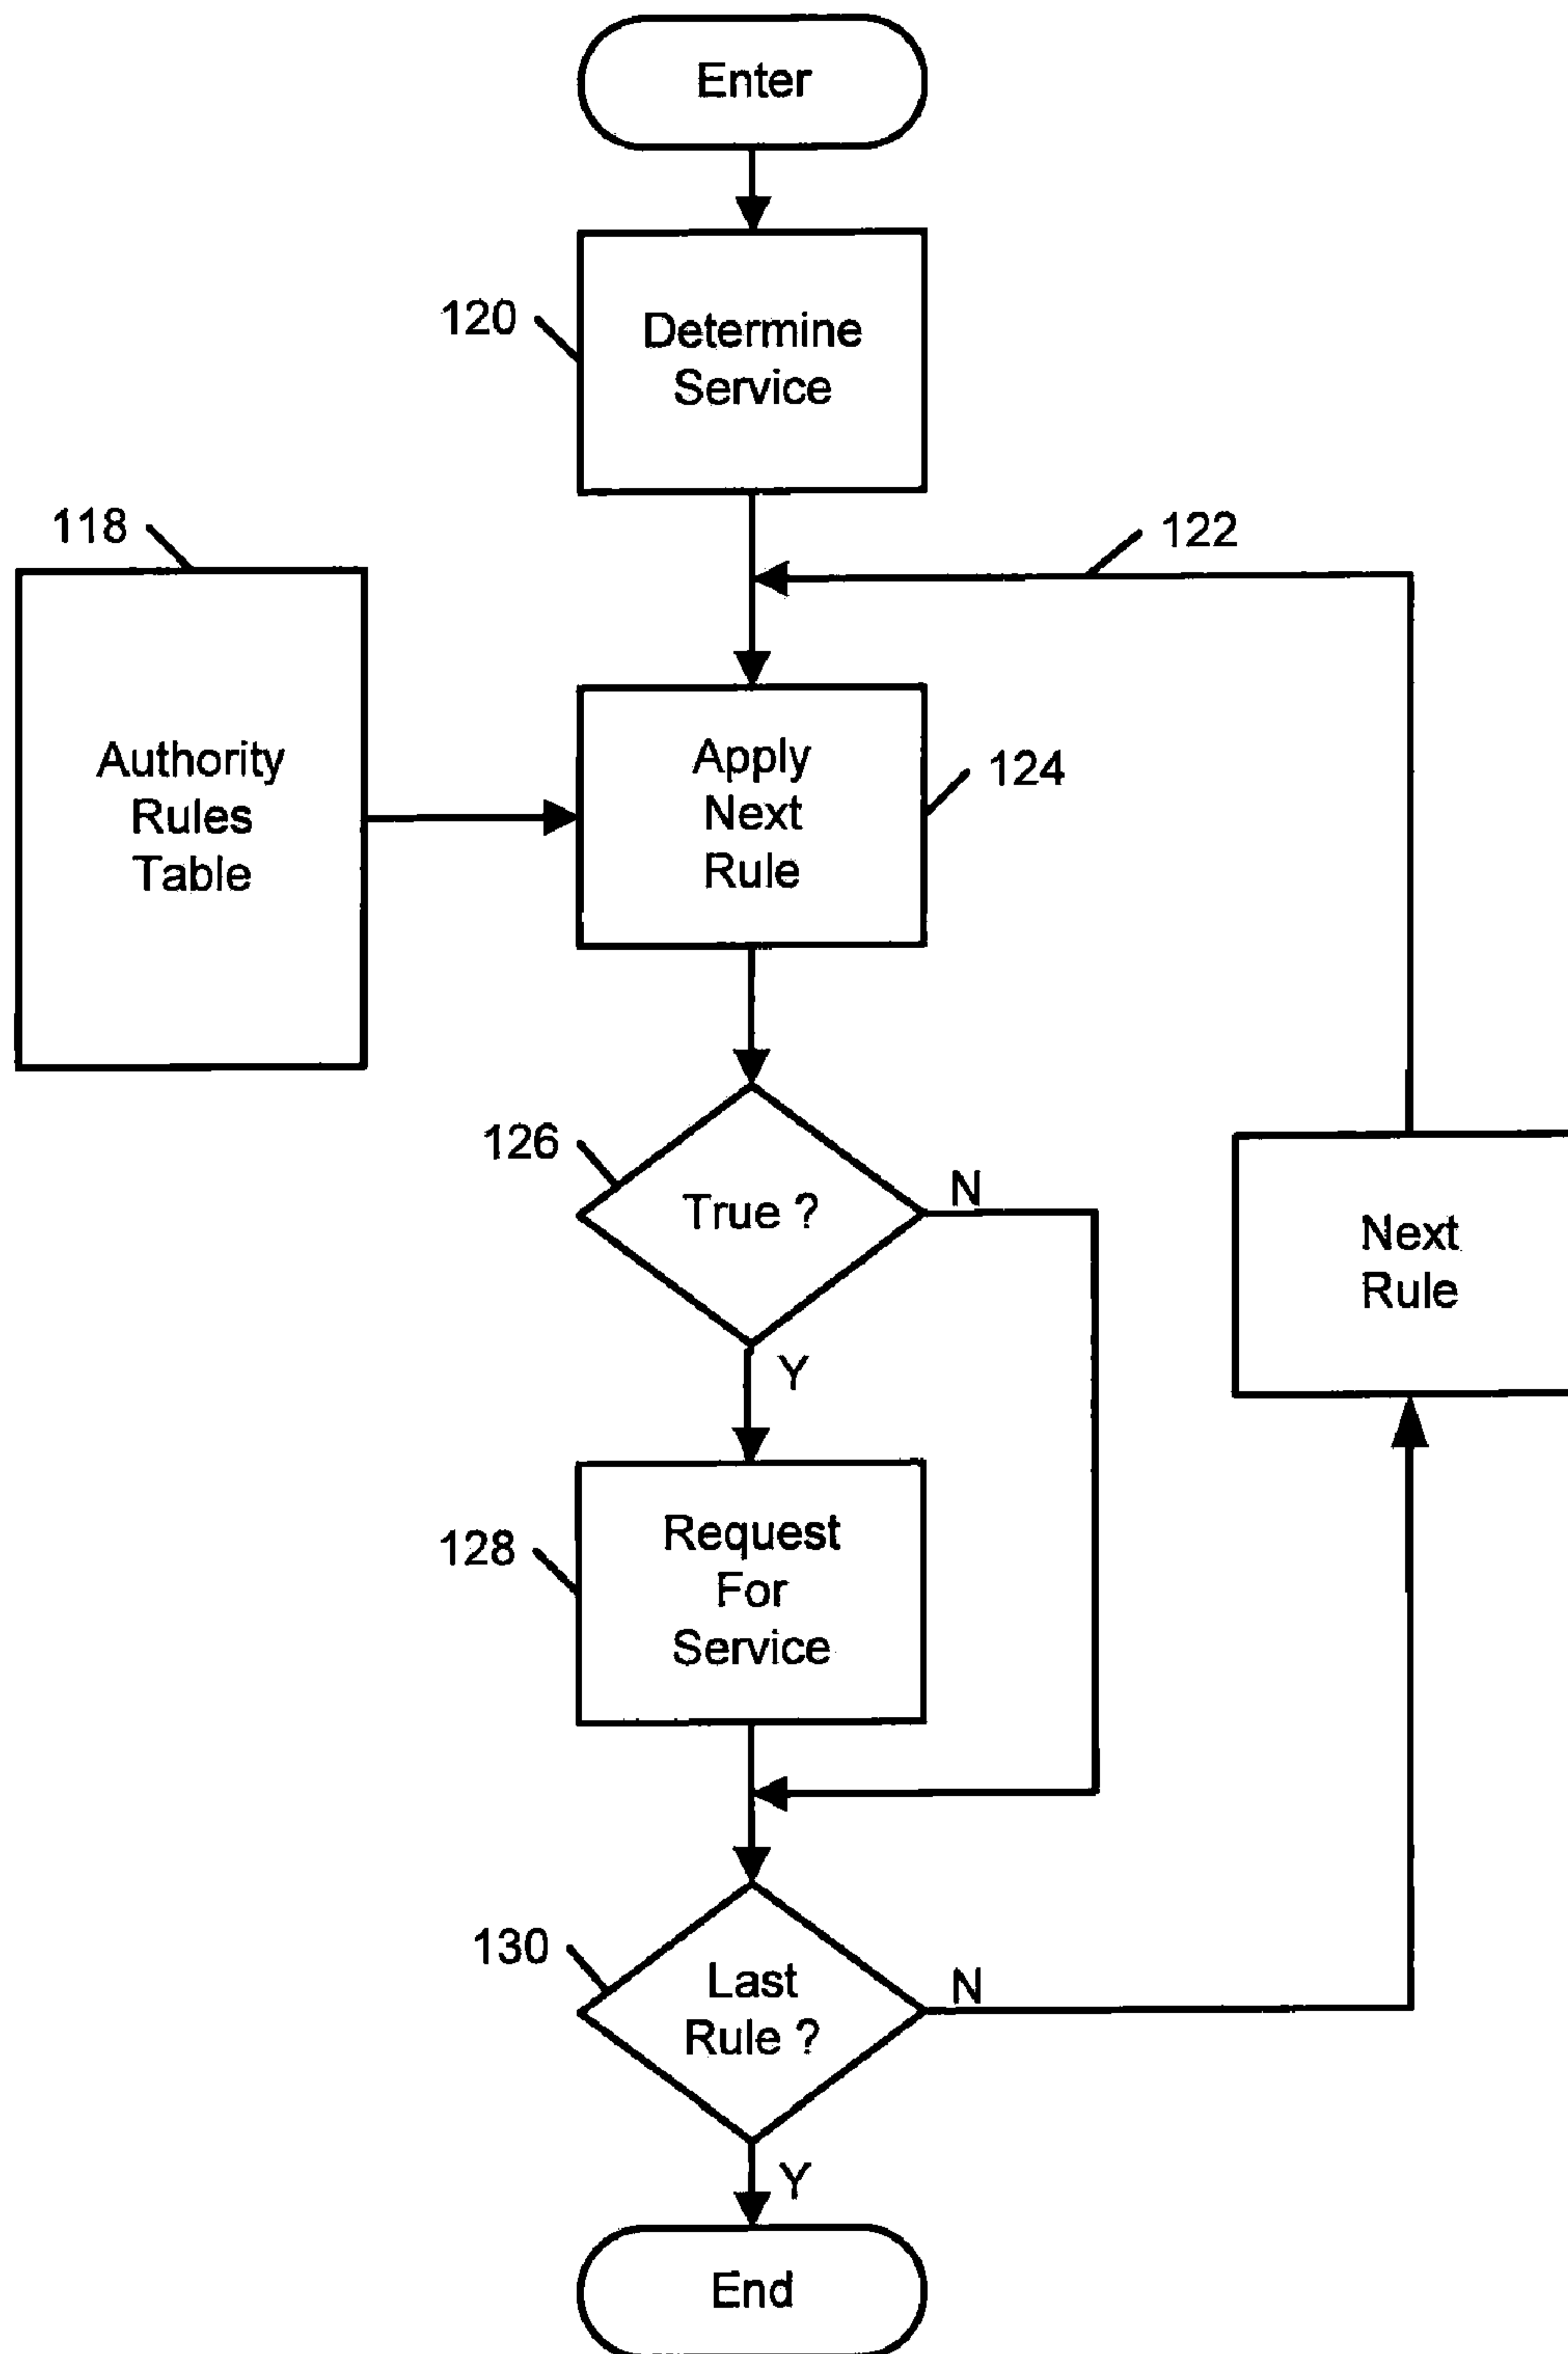 Enter
120
Determine
Service
118
122
Authority
Rules
Table
Apply
Next
Rule
124
126
True ?
N
Next
Rule
Y
128
Request
For
Service
130
Last
Rule ?
N
Y
End